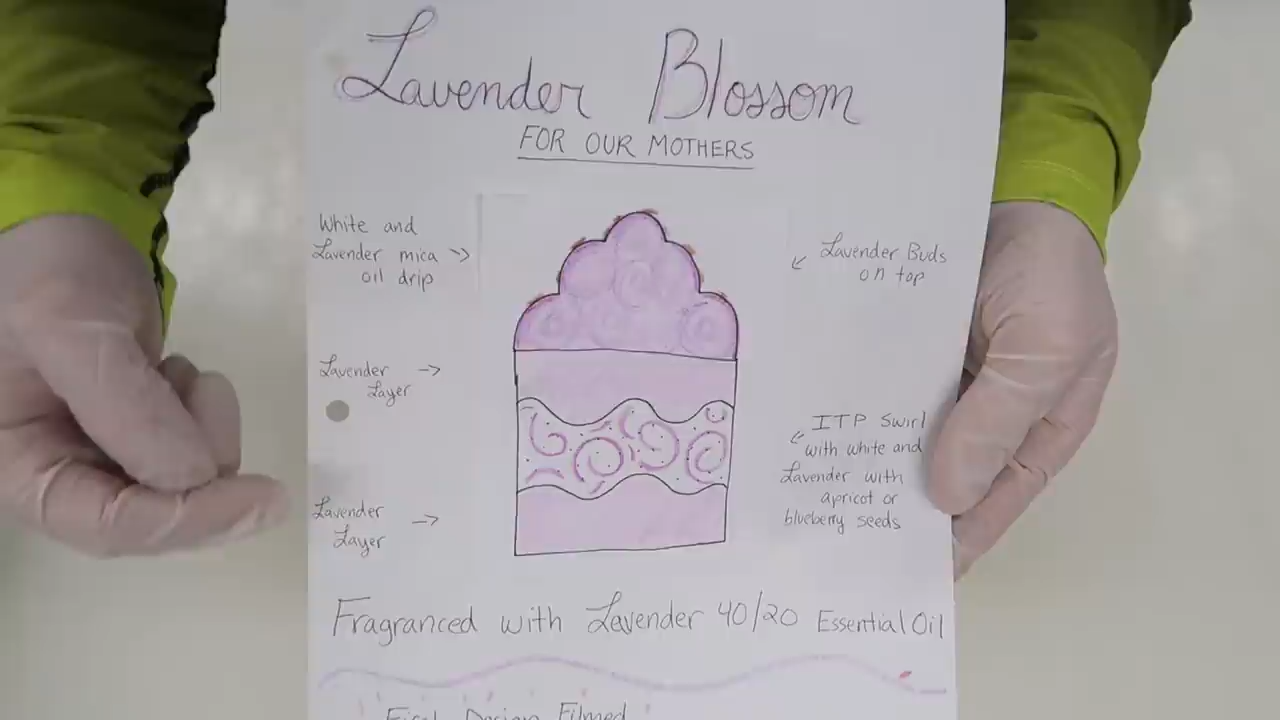 Lavender Blossom
FOR OUR MOTHERS
White and
Lavender mica
oil drip
Lavender Buds
on top
Lavender
Layer
ITP Swirl
with white and
Lavender with
apricot or
blueberry seeds
Lavender
Layer
Fragranced with Lavender 40/20 Essential Oil
Design Filmed